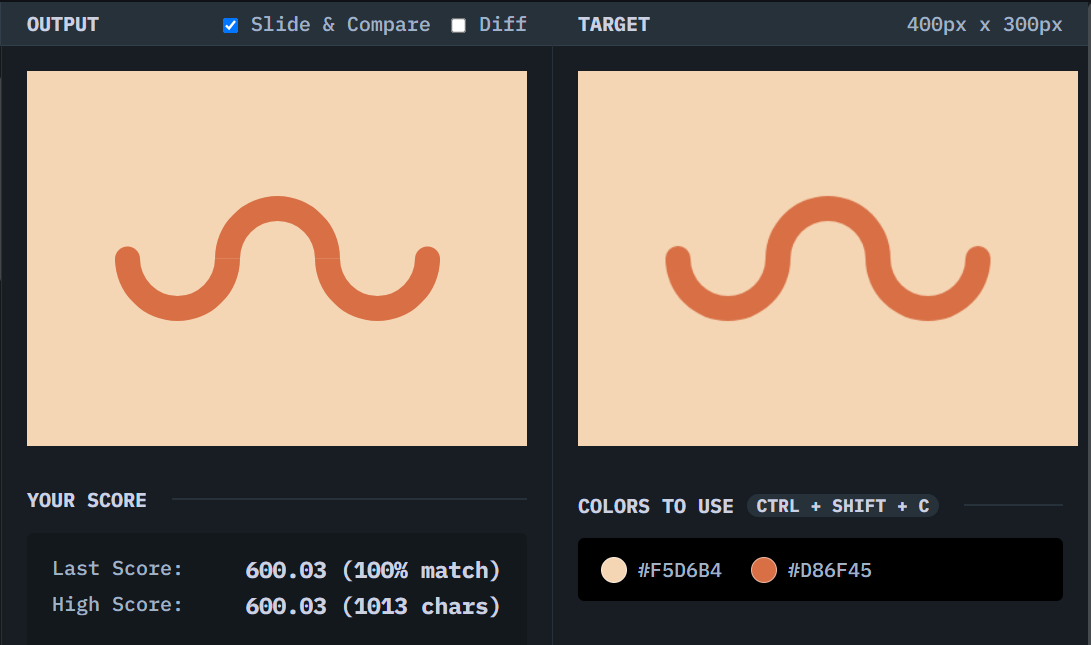 OUTPUT
Slide & Compare
Diff
TARGET
400px x 300px
YOUR SCORE
Last Score: 600.03 (100% match)
High Score: 600.03 (1013 chars)
COLORS TO USE CTRL + SHIFT + C
#F5D6B4 #D86F45